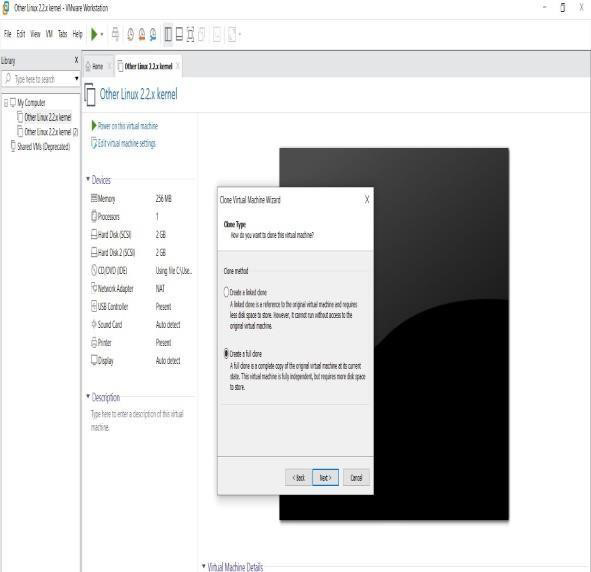 Other Linux 2.2.x kernel - VMware Workstation
File Edit View VM Tabs Help
Library X
Type here to search
My Computer
Other Linux 2.2.x kernel
Other Linux 2.2.x kernel (2)
Shared VMs (Deprecated)
Home X Other Linux 2.2.x kernel X
Other Linux 2.2.x kernel
Power on this virtual machine
Edit virtual machine settings
Devices
Memory 256 MB
Processors 1
Hard Disk (SCSI) 2 GB
Hard Disk 2 (SCSI) 2 GB
CD/DVD (IDE) Using file C:\Use..
Network Adapter NAT
USB Controller Present
Sound Card Auto detect
Printer Present
Display Auto detect
Description
Type here to enter a description of this virtual
machine.
Clone Virtual Machine Wizard X
Clone Type
How do you want to clone this virtual machine?
Clone method
Create a linked clone
A linked clone is a reference to the original virtual machine and requires
less disk space to store. However, it cannot run without access to the
original virtual machine.
Create a full clone
A full clone is a complete copy of the original virtual machine at its current
state. This virtual machine is fully independent, but requires more disk space
to store.
< Back Next > Cancel
Virtual Machine Details